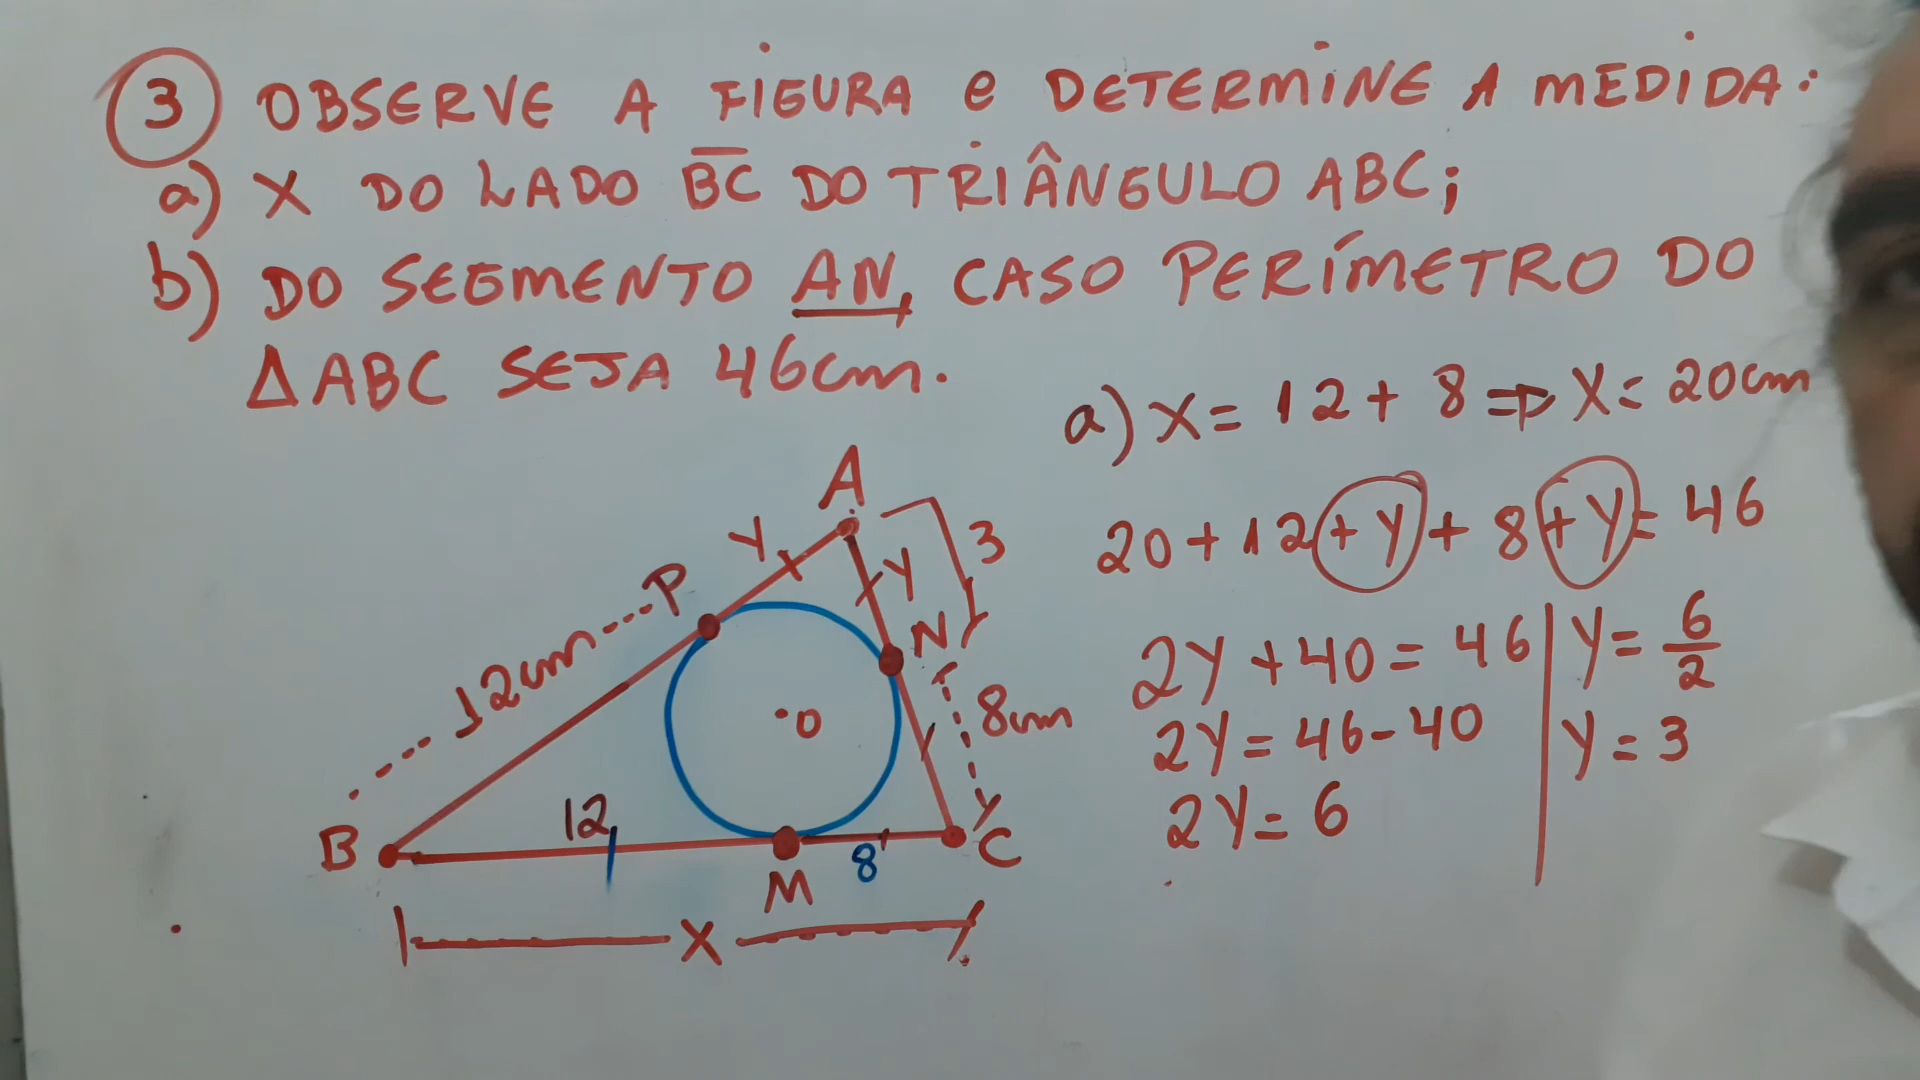 3 OBSERVE A FIGURA e DETERMINE A MEDIDA:
a) X DO LADO B̅C̅ DO TRIÂNGULO ABC;
b) DO SEGMENTO AN, CASO PERÍMETRO DO
Δ ABC SEJA 46cm.
a) X = 12 + 8 ⇒ X = 20cm
20 + 12 + Y + 8 + Y = 46
2Y + 40 = 46
2Y = 46 - 40
2Y = 6
Y = 6/2
Y = 3
A
Y
Y
3
P
N
12cm
8cm
O
B
12
M
8
C
X